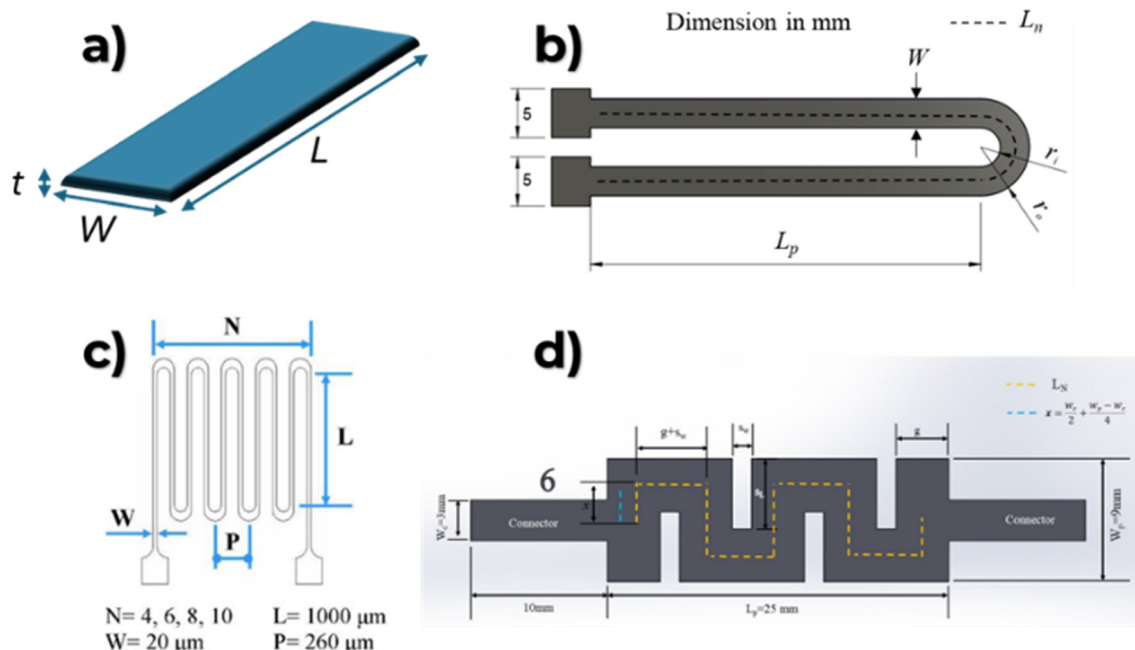 a)
t
W
L
b)
Dimension in mm
L_n
W
5
5
r_i
r_o
L_p
c)
N
L
W
P
N= 4, 6, 8, 10 L= 1000 μm
W= 20 μm P= 260 μm
d)
L_N
g+s_w
s_w
g
6
x
Connector
Connector
W_c=3mm
W_p=9mm
10mm
L_p=25 mm